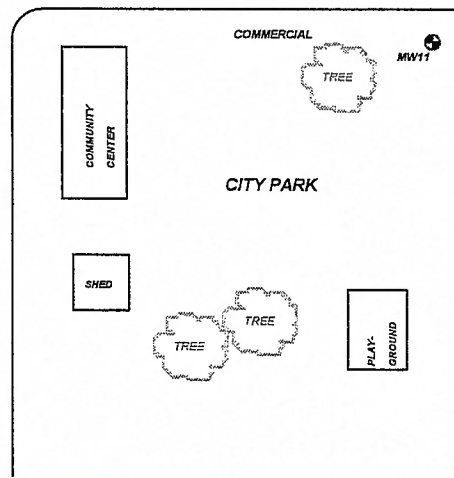 COMMERCIAL
MW11
TREE
COMMUNITY
CENTER
CITY PARK
SHED
TREE
TREE
PLAY-
GROUND